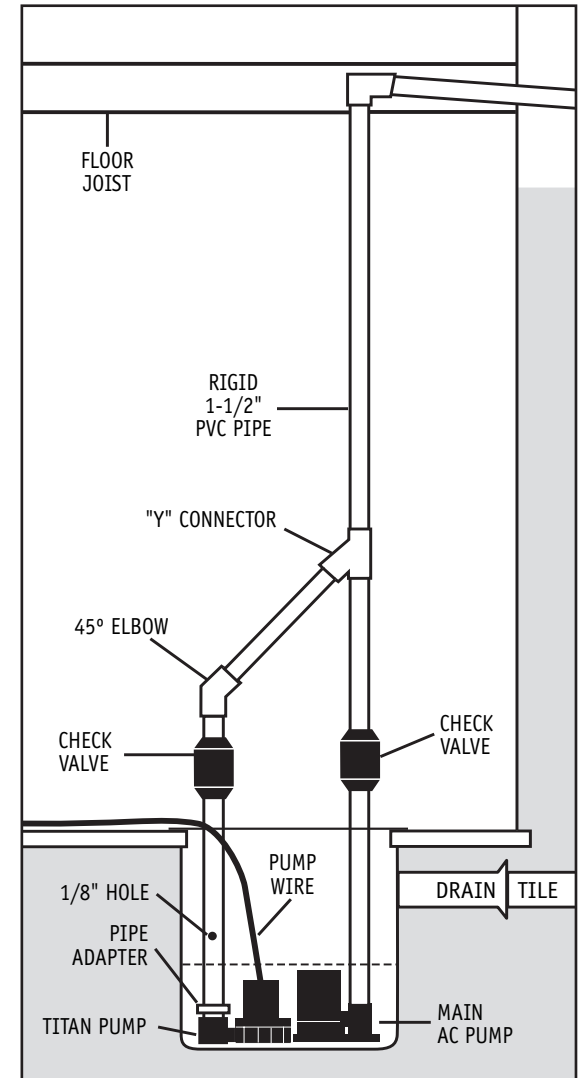 FLOOR
JOIST
RIGID
1-1/2"
PVC PIPE
"Y" CONNECTOR
45º ELBOW
CHECK
VALVE
CHECK
VALVE
PUMP
WIRE
1/8" HOLE
DRAIN TILE
PIPE
ADAPTER
TITAN PUMP
MAIN
AC PUMP